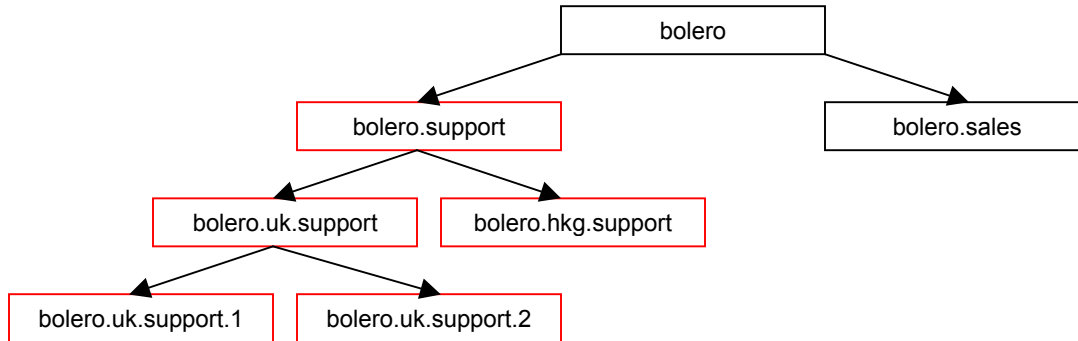 bolero
bolero.support
bolero.sales
bolero.uk.support
bolero.hkg.support
bolero.uk.support.1
bolero.uk.support.2